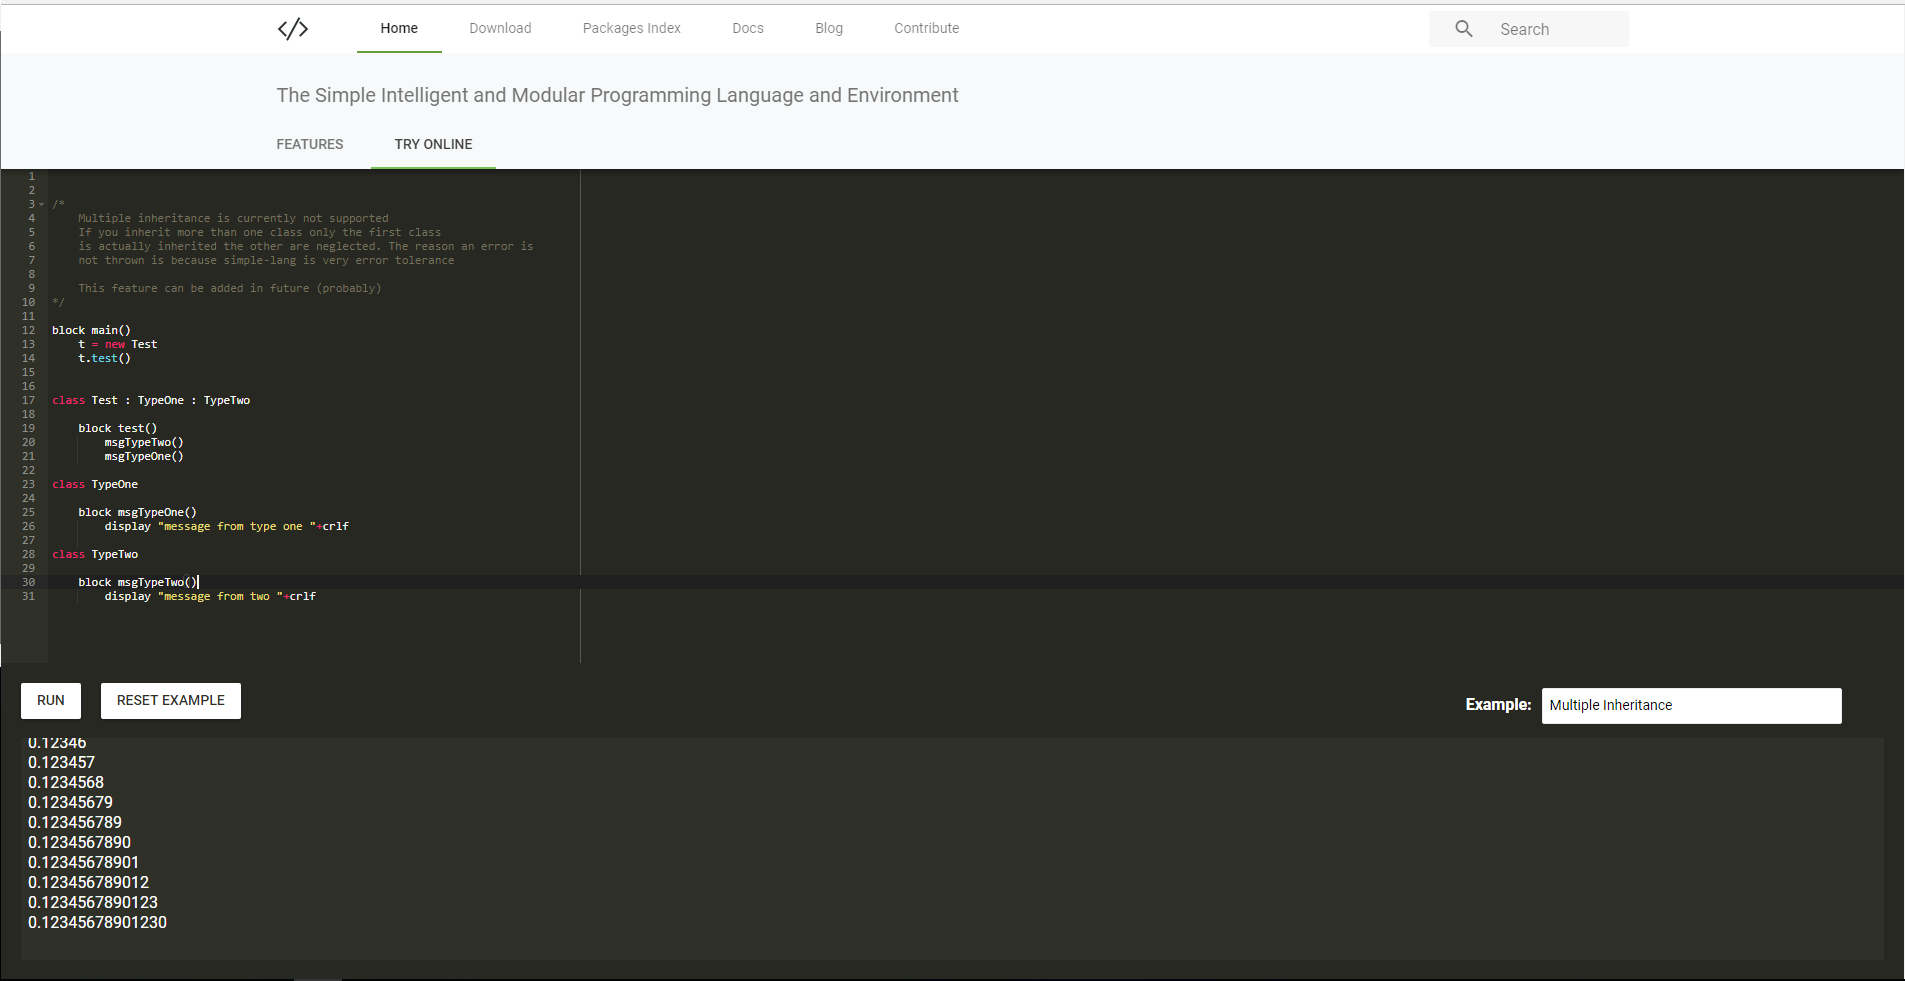 </> Home Download Packages Index Docs Blog Contribute Search
The Simple Intelligent and Modular Programming Language and Environment
FEATURES TRY ONLINE
1
2
3 /*
4 Multiple inheritance is currently not supported
5 If you inherit more than one class only the first class
6 is actually inherited the other are neglected. The reason an error is
7 not thrown is because simple-lang is very error tolerance
8
9 This feature can be added in future (probably)
10 */
11
12 block main()
13 t = new Test
14 t.test()
15
16
17 class Test : TypeOne : TypeTwo
18
19 block test()
20 msgTypeTwo()
21 msgTypeOne()
22
23 class TypeOne
24
25 block msgTypeOne()
26 display "message from type one "+crlf
27
28 class TypeTwo
29
30 block msgTypeTwo()
31 display "message from two "+crlf
RUN RESET EXAMPLE Example: Multiple Inheritance
0.12346
0.123457
0.1234568
0.12345679
0.123456789
0.1234567890
0.12345678901
0.123456789012
0.1234567890123
0.12345678901230